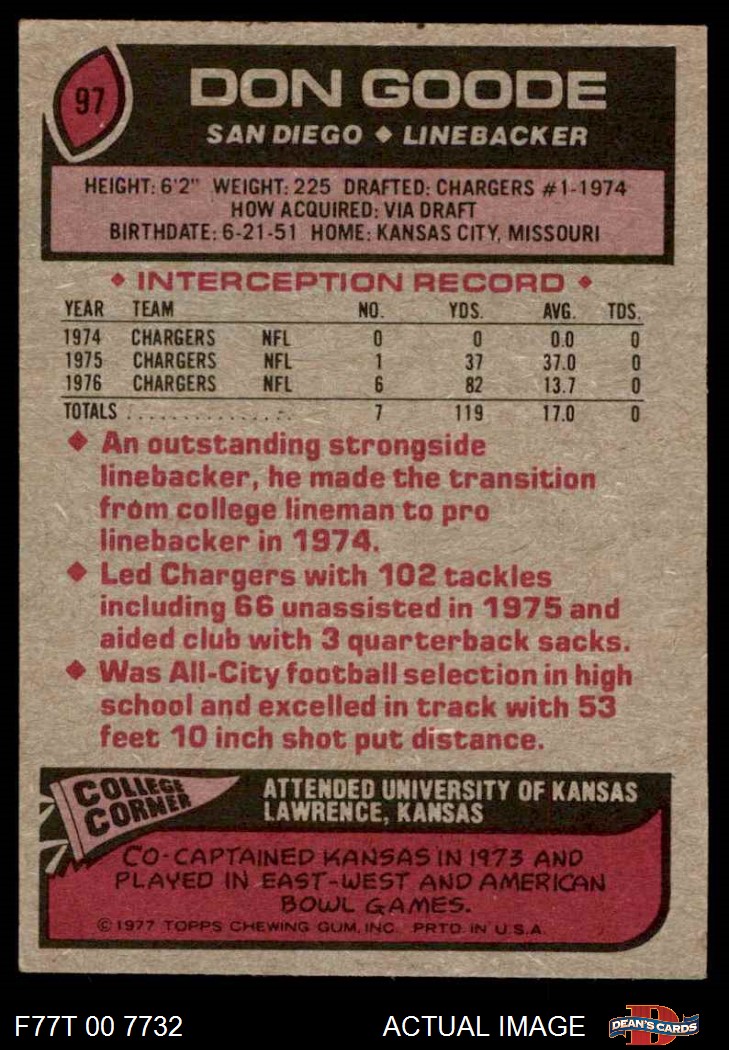 97
DON GOODE
SAN DIEGO ◆ LINEBACKER
HEIGHT: 6'2" WEIGHT: 225 DRAFTED: CHARGERS #1-1974
HOW ACQUIRED: VIA DRAFT
BIRTHDATE: 6-21-51 HOME: KANSAS CITY, MISSOURI
◆ INTERCEPTION RECORD ◆
YEAR TEAM NO. YDS. AVG. TDS.
1974 CHARGERS NFL 0 0 0.0 0
1975 CHARGERS NFL 1 37 37.0 0
1976 CHARGERS NFL 6 82 13.7 0
TOTALS .............. 7 119 17.0 0
◆ An outstanding strongside
linebacker, he made the transition
from college lineman to pro
linebacker in 1974.
◆ Led Chargers with 102 tackles
including 66 unassisted in 1975 and
aided club with 3 quarterback sacks.
◆ Was All-City football selection in high
school and excelled in track with 53
feet 10 inch shot put distance.
COLLEGE
CORNER
ATTENDED UNIVERSITY OF KANSAS
LAWRENCE, KANSAS
CO-CAPTAINED KANSAS IN 1973 AND
PLAYED IN EAST-WEST AND AMERICAN
BOWL GAMES.
© 1977 TOPPS CHEWING GUM, INC. PRTD. IN U.S.A.
F77T 00 7732 ACTUAL IMAGE
D
DEAN'S CARDS